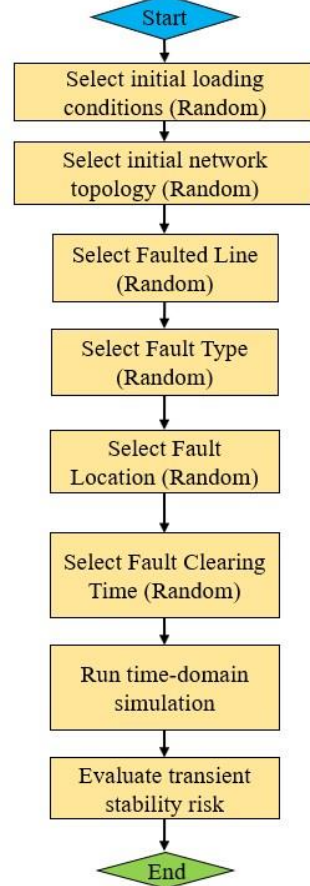 Start
Select initial loading
conditions (Random)
Select initial network
topology (Random)
Select Faulted Line
(Random)
Select Fault Type
(Random)
Select Fault
Location (Random)
Select Fault Clearing
Time (Random)
Run time-domain
simulation
Evaluate transient
stability risk
End